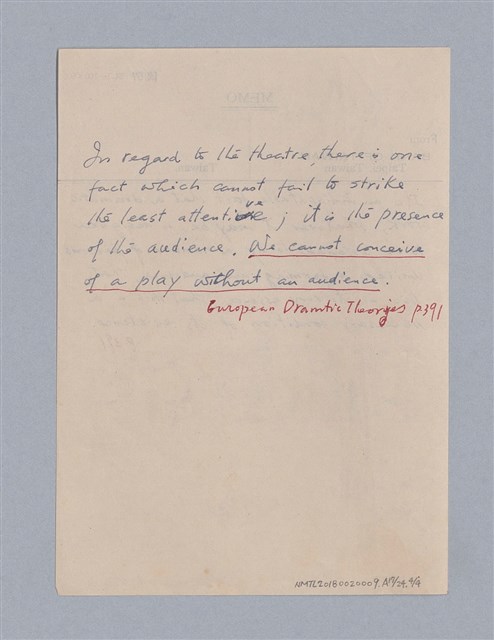 In regard to the theatre, there is one
fact which cannot fail to strike
the least attentive ; it is the presence
of the audience. We cannot conceive
of a play without an audience.
European Dramtic Theories p391
NMTL20180020009